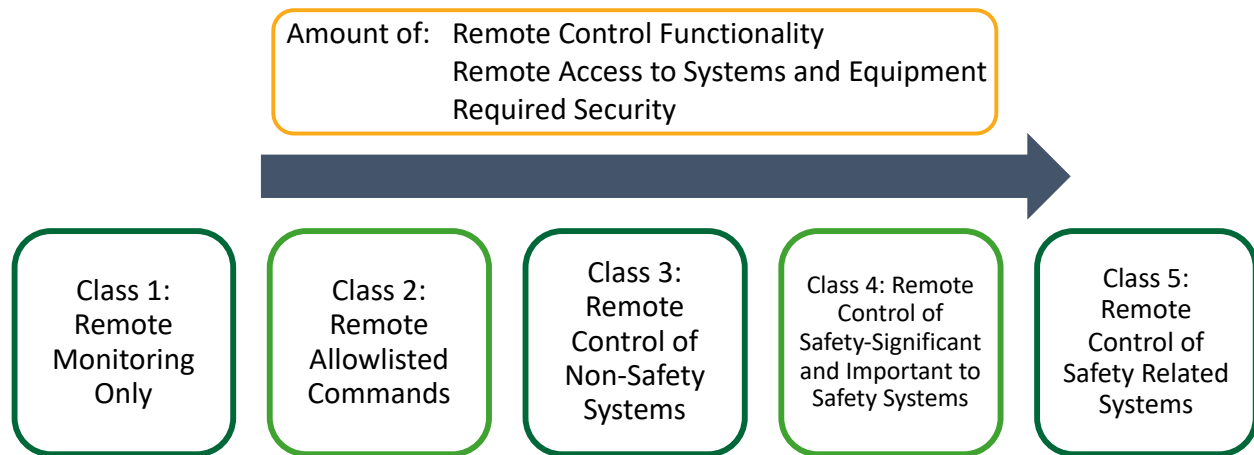 Amount of: Remote Control Functionality
Remote Access to Systems and Equipment
Required Security
Class 1:
Remote
Monitoring
Only
Class 2:
Remote
Allowlisted
Commands
Class 3:
Remote
Control of
Non-Safety
Systems
Class 4: Remote
Control of
Safety-Significant
and Important to
Safety Systems
Class 5:
Remote
Control of
Safety Related
Systems